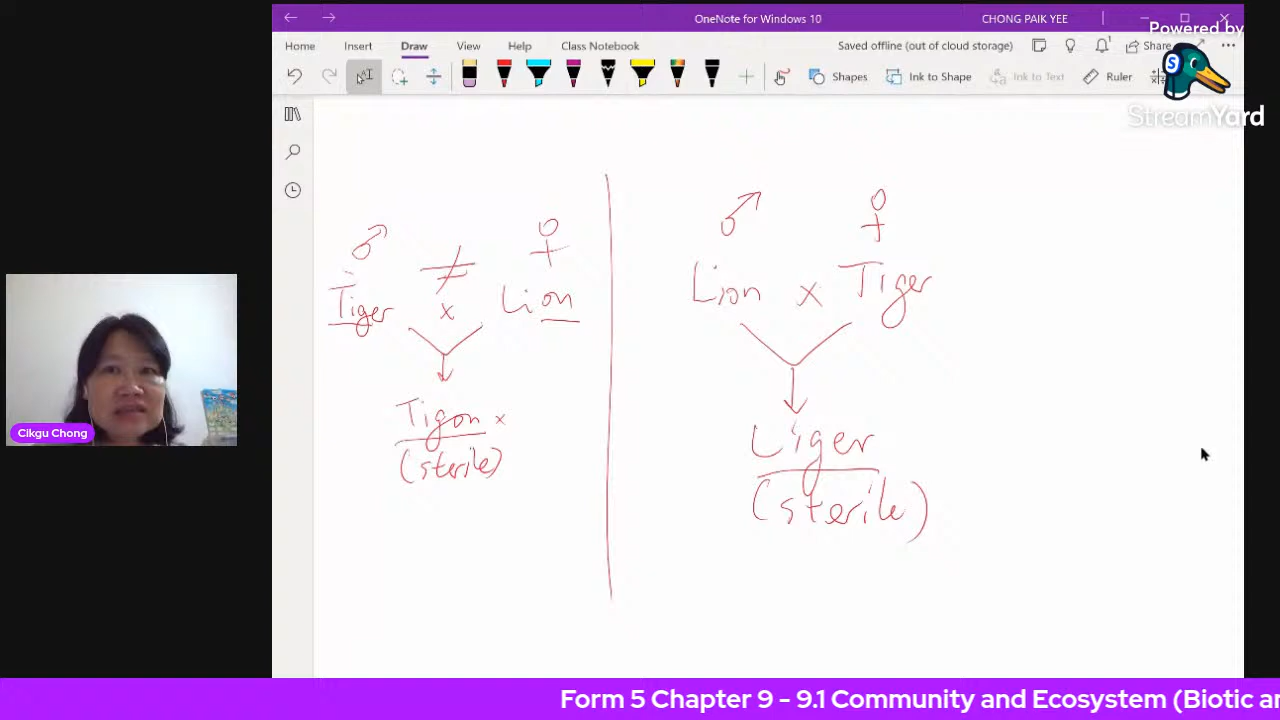 OneNote for Windows 10
CHONG PAIK YEE
Powered by
Home Insert Draw View Help Class Notebook
Saved offline (out of cloud storage)
Share
Shapes
Ink to Shape
Ink to Text
Ruler
StreamYard
♂ ♀
Tiger ≠ x Lion
Tigon x
(sterile)
♂ ♀
Lion x Tiger
Liger
(sterile)
Cikgu Chong
Form 5 Chapter 9 - 9.1 Community and Ecosystem (Biotic an